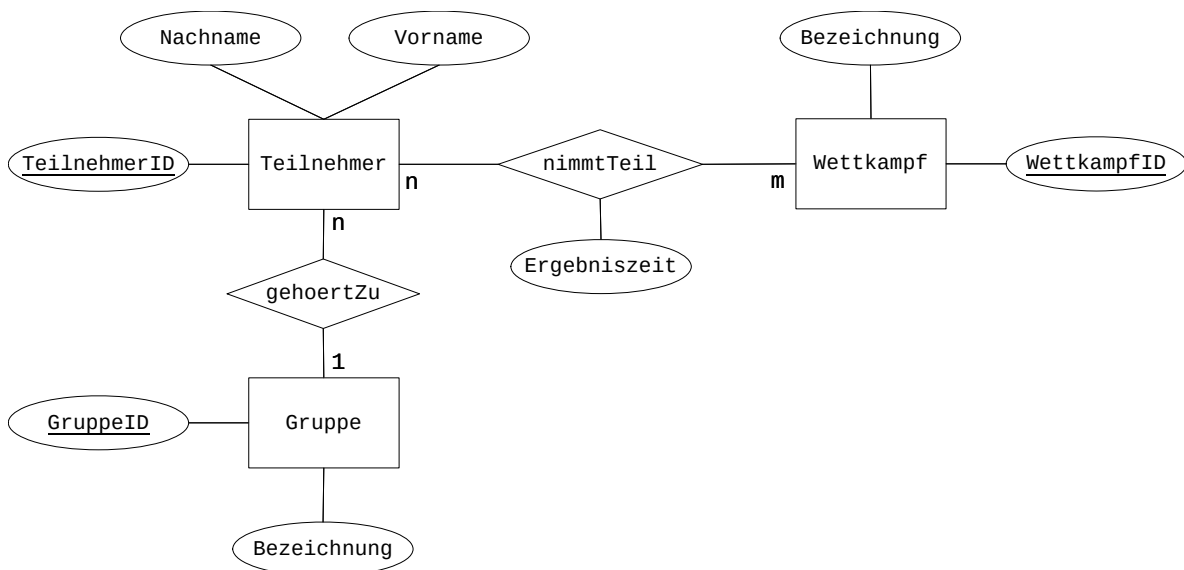 Nachname
Vorname
Bezeichnung
TeilnehmerID
Teilnehmer
nimmtTeil
Wettkampf
WettkampfID
n
m
n
Ergebniszeit
gehoertZu
1
GruppeID
Gruppe
Bezeichnung